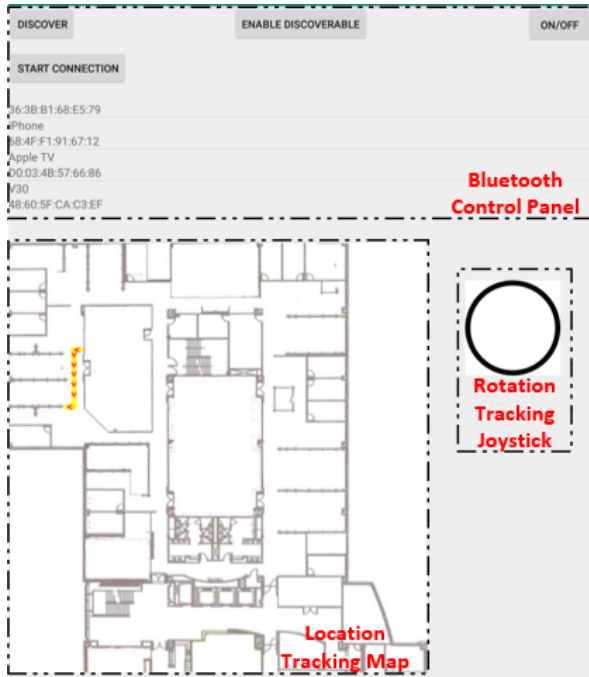 DISCOVER ENABLE DISCOVERABLE ON/OFF
START CONNECTION
36:3B:B1:68:E5:79
iPhone
68:4F:F1:91:67:12
Apple TV
D0:03:4B:57:66:86
V30
48:60:5F:CA:C3:EF
Bluetooth
Control Panel
Rotation
Tracking
Joystick
Location
Tracking Map